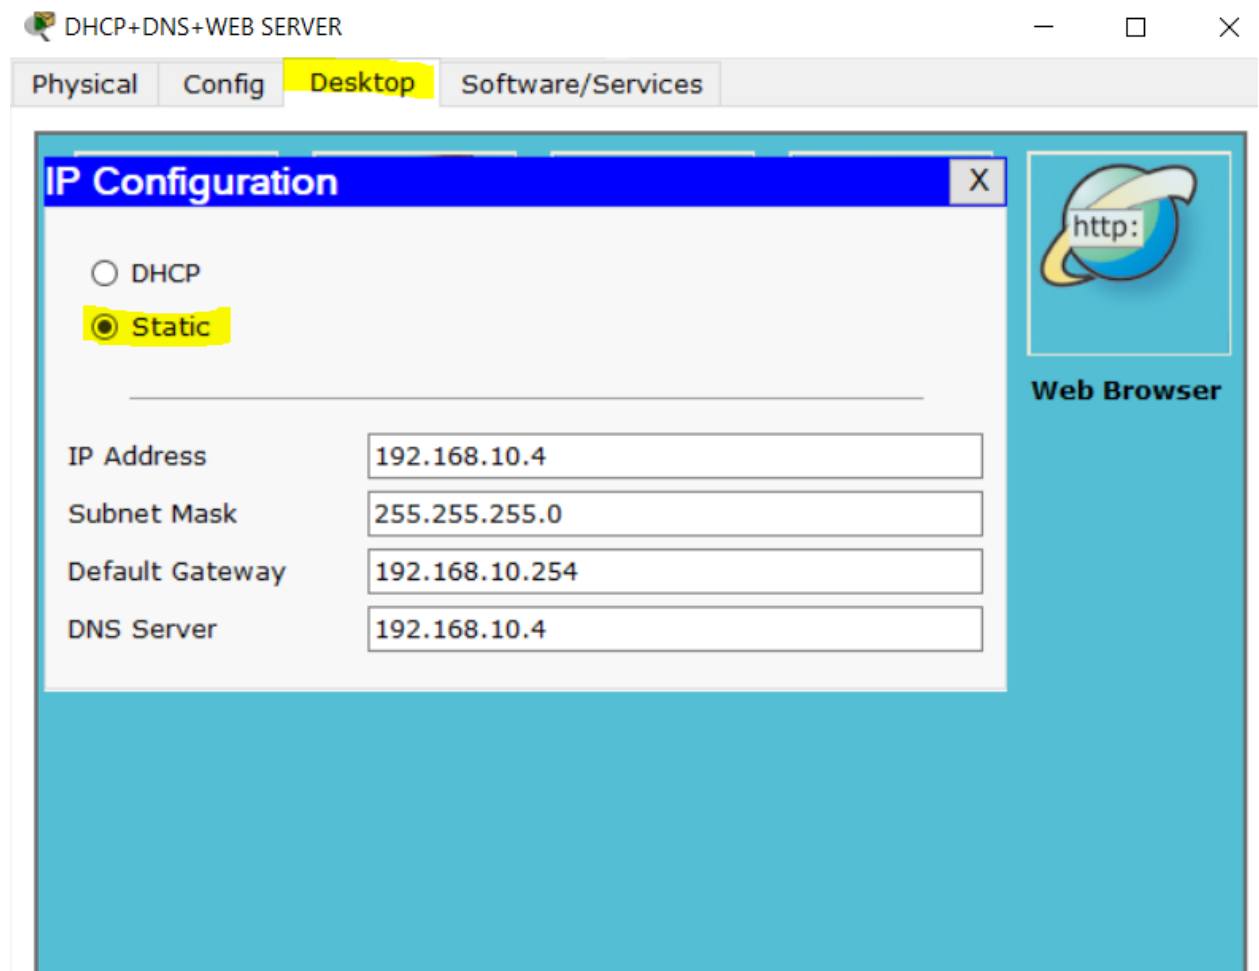 DHCP+DNS+WEB SERVER
Physical Config Desktop Software/Services
IP Configuration X
http:
DHCP
Static
Web Browser
IP Address 192.168.10.4
Subnet Mask 255.255.255.0
Default Gateway 192.168.10.254
DNS Server 192.168.10.4